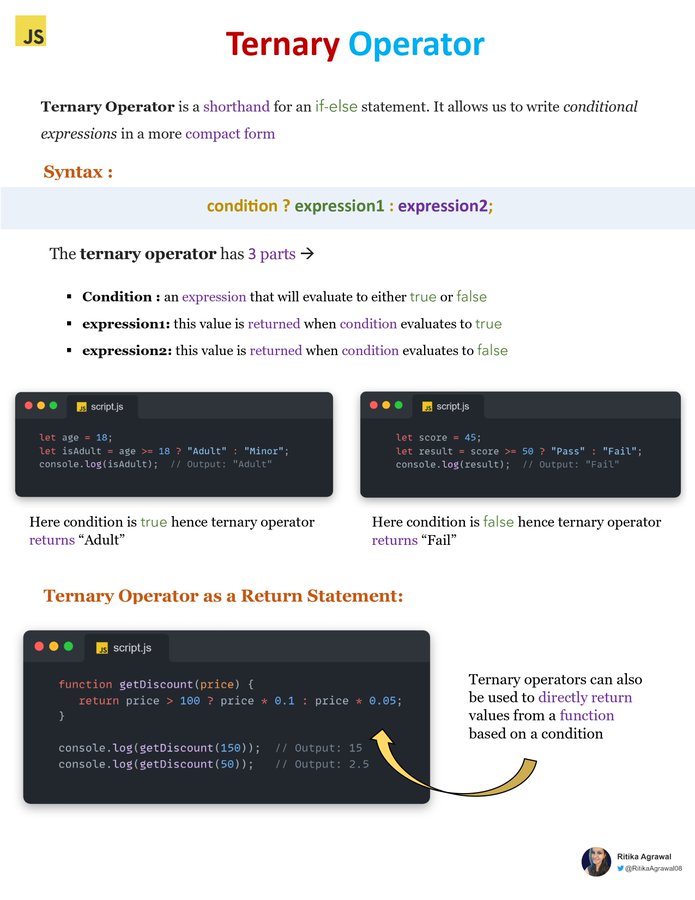 JS
Ternary Operator
Ternary Operator is a shorthand for an if-else statement. It allows us to write conditional
expressions in a more compact form
Syntax :
condition ? expression1 : expression2;
The ternary operator has 3 parts →
▪ Condition : an expression that will evaluate to either true or false
▪ expression1: this value is returned when condition evaluates to true
▪ expression2: this value is returned when condition evaluates to false
JS script.js
let age = 18;
let isAdult = age >= 18 ? "Adult" : "Minor";
console.log(isAdult); // Output: "Adult"
Here condition is true hence ternary operator
returns “Adult”
JS script.js
let score = 45;
let result = score >= 50 ? "Pass" : "Fail";
console.log(result); // Output: "Fail"
Here condition is false hence ternary operator
returns “Fail”
Ternary Operator as a Return Statement:
JS script.js
function getDiscount(price) {
return price > 100 ? price * 0.1 : price * 0.05;
}
console.log(getDiscount(150)); // Output: 15
console.log(getDiscount(50)); // Output: 2.5
Ternary operators can also
be used to directly return
values from a function
based on a condition
Ritika Agrawal
@RitikaAgrawal08